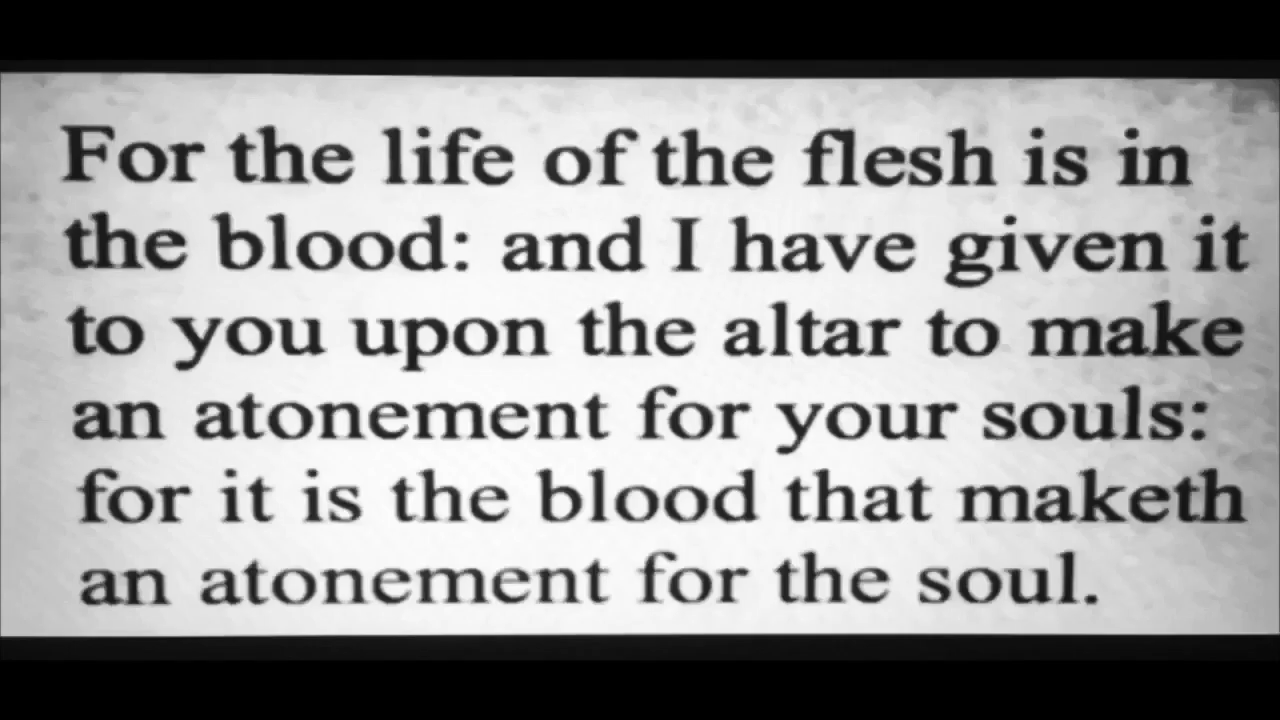 For the life of the flesh is in
the blood: and I have given it
to you upon the altar to make
an atonement for your souls:
for it is the blood that maketh
an atonement for the soul.